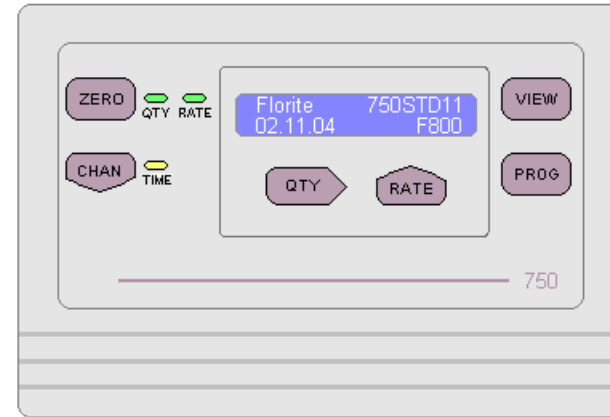 ZERO
QTY RATE
Florite 750STD11
02.11.04 F800
VIEW
CHAN
TIME
QTY
RATE
PROG
750